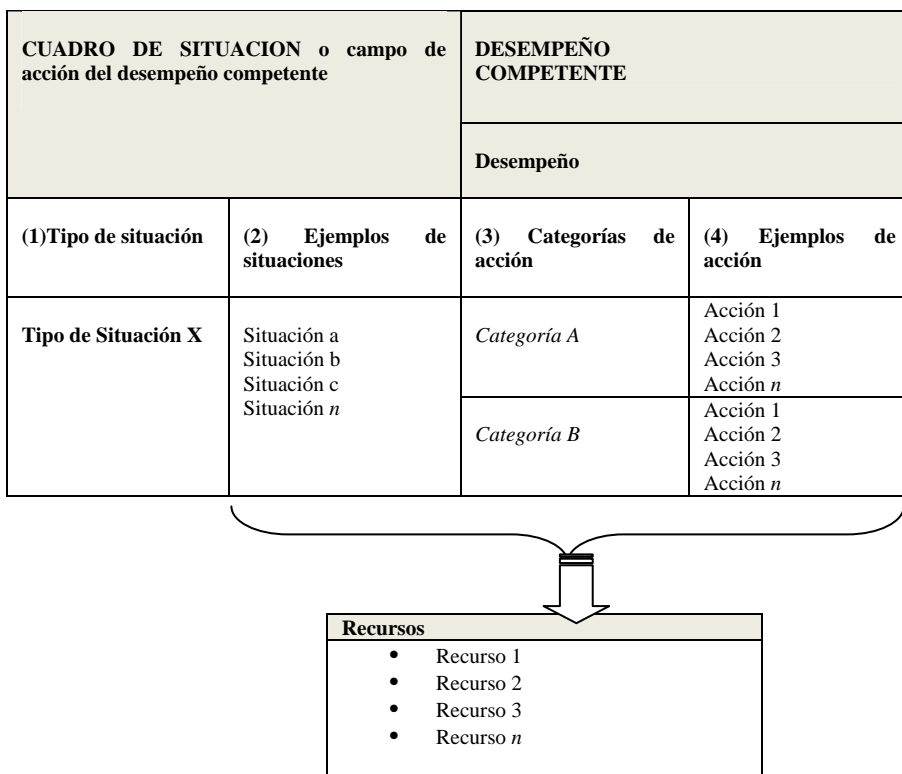 CUADRO DE SITUACION o campo de
acción del desempeño competente
DESEMPEÑO
COMPETENTE
Desempeño
(1)Tipo de situación
(2) Ejemplos de
situaciones
(3) Categorías de
acción
(4) Ejemplos de
acción
Tipo de Situación X
Situación a
Situación b
Situación c
Situación n
Categoría A
Acción 1
Acción 2
Acción 3
Acción n
Categoría B
Acción 1
Acción 2
Acción 3
Acción n
Recursos
• Recurso 1
• Recurso 2
• Recurso 3
• Recurso n